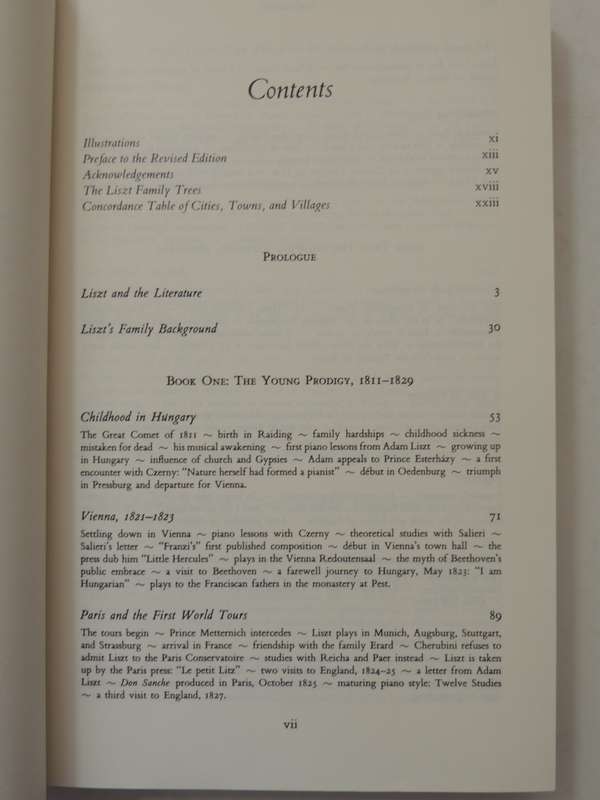 Contents
Illustrations xi
Preface to the Revised Edition xiii
Acknowledgements xv
The Liszt Family Trees xviii
Concordance Table of Cities, Towns, and Villages xxiii
Prologue
Liszt and the Literature 3
Liszt's Family Background 30
Book One: The Young Prodigy, 1811–1829
Childhood in Hungary 53
The Great Comet of 1811 ~ birth in Raiding ~ family hardships ~ childhood sickness ~
mistaken for dead ~ his musical awakening ~ first piano lessons from Adam Liszt ~ growing up
in Hungary ~ influence of church and Gypsies ~ Adam appeals to Prince Esterházy ~ a first
encounter with Czerny: "Nature herself had formed a pianist" ~ début in Oedenburg ~ triumph
in Pressburg and departure for Vienna.
Vienna, 1821–1823 71
Settling down in Vienna ~ piano lessons with Czerny ~ theoretical studies with Salieri ~
Salieri's letter ~ "Franzi's" first published composition ~ début in Vienna's town hall ~ the
press dub him "Little Hercules" ~ plays in the Vienna Redoutensaal ~ the myth of Beethoven's
public embrace ~ a visit to Beethoven ~ a farewell journey to Hungary, May 1823: "I am
Hungarian" ~ plays to the Franciscan fathers in the monastery at Pest.
Paris and the First World Tours 89
The tours begin ~ Prince Metternich intercedes ~ Liszt plays in Munich, Augsburg, Stuttgart,
and Strassburg ~ arrival in France ~ friendship with the family Erard ~ Cherubini refuses to
admit Liszt to the Paris Conservatoire ~ studies with Reicha and Paer instead ~ Liszt is taken
up by the Paris press: "Le petit Litz" ~ two visits to England, 1824–25 ~ a letter from Adam
Liszt ~ Don Sanche produced in Paris, October 1825 ~ maturing piano style: Twelve Studies
~ a third visit to England, 1827.
vii